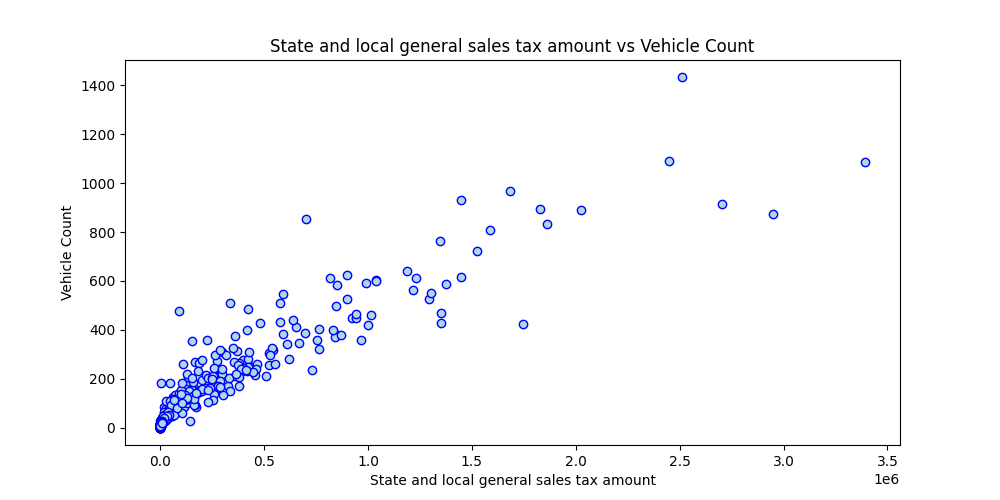 State and local general sales tax amount vs Vehicle Count
1400
1200
1000
800
600
400
200
0
Vehicle Count
0.0 0.5 1.0 1.5 2.0 2.5 3.0 3.5
1e6
State and local general sales tax amount